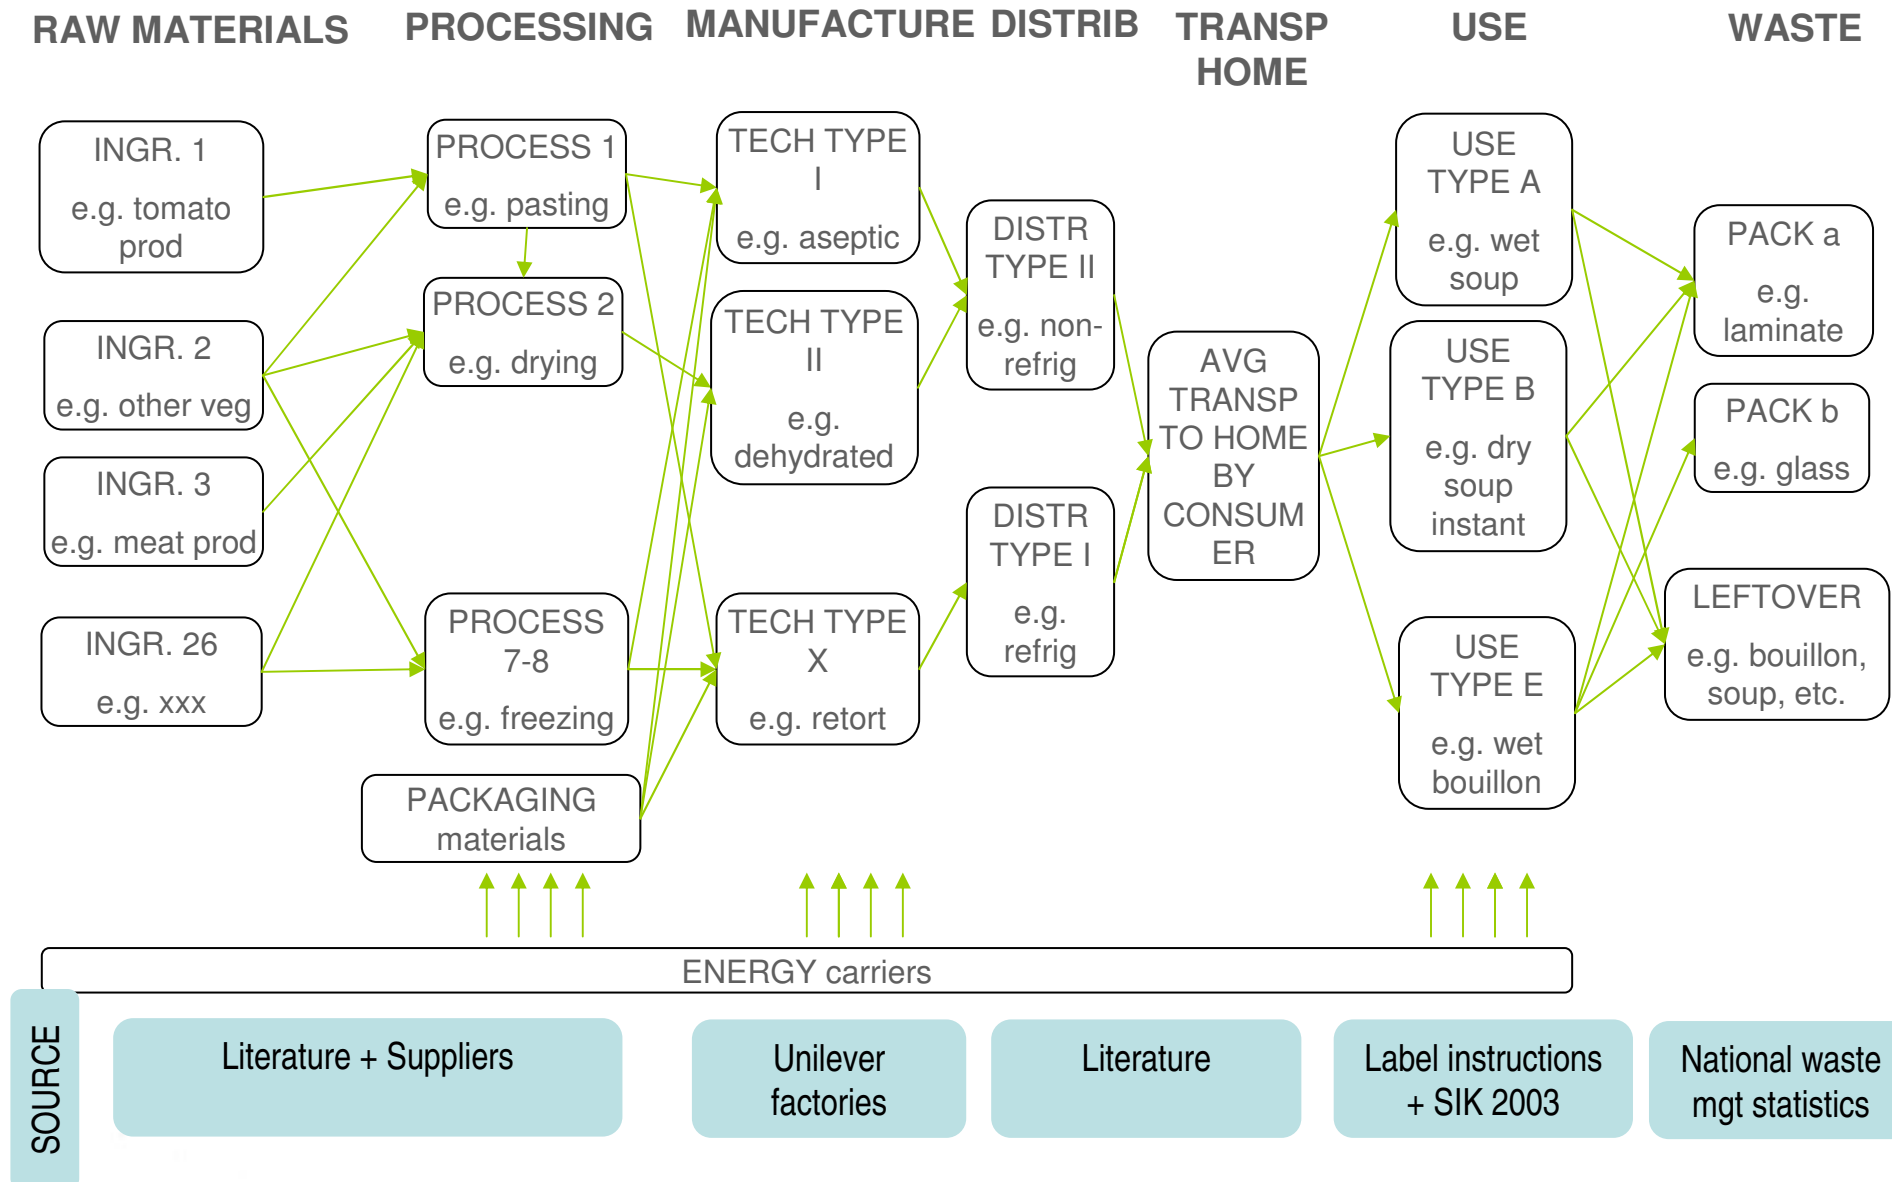 RAW MATERIALS
PROCESSING
MANUFACTURE
DISTRIB
TRANSP
HOME
USE
WASTE
INGR. 1
e.g. tomato
prod
INGR. 2
e.g. other veg
INGR. 3
e.g. meat prod
INGR. 26
e.g. xxx
PROCESS 1
e.g. pasting
PROCESS 2
e.g. drying
PROCESS
7-8
e.g. freezing
PACKAGING
materials
TECH TYPE
I
e.g. aseptic
TECH TYPE
II
e.g.
dehydrated
TECH TYPE
X
e.g. retort
DISTR
TYPE II
e.g. non-
refrig
DISTR
TYPE I
e.g.
refrig
AVG
TRANSP
TO HOME
BY
CONSUM
ER
USE
TYPE A
e.g. wet
soup
USE
TYPE B
e.g. dry
soup
instant
USE
TYPE E
e.g. wet
bouillon
PACK a
e.g.
laminate
PACK b
e.g. glass
LEFTOVER
e.g. bouillon,
soup, etc.
ENERGY carriers
SOURCE
Literature + Suppliers
Unilever
factories
Literature
Label instructions
+ SIK 2003
National waste
mgt statistics